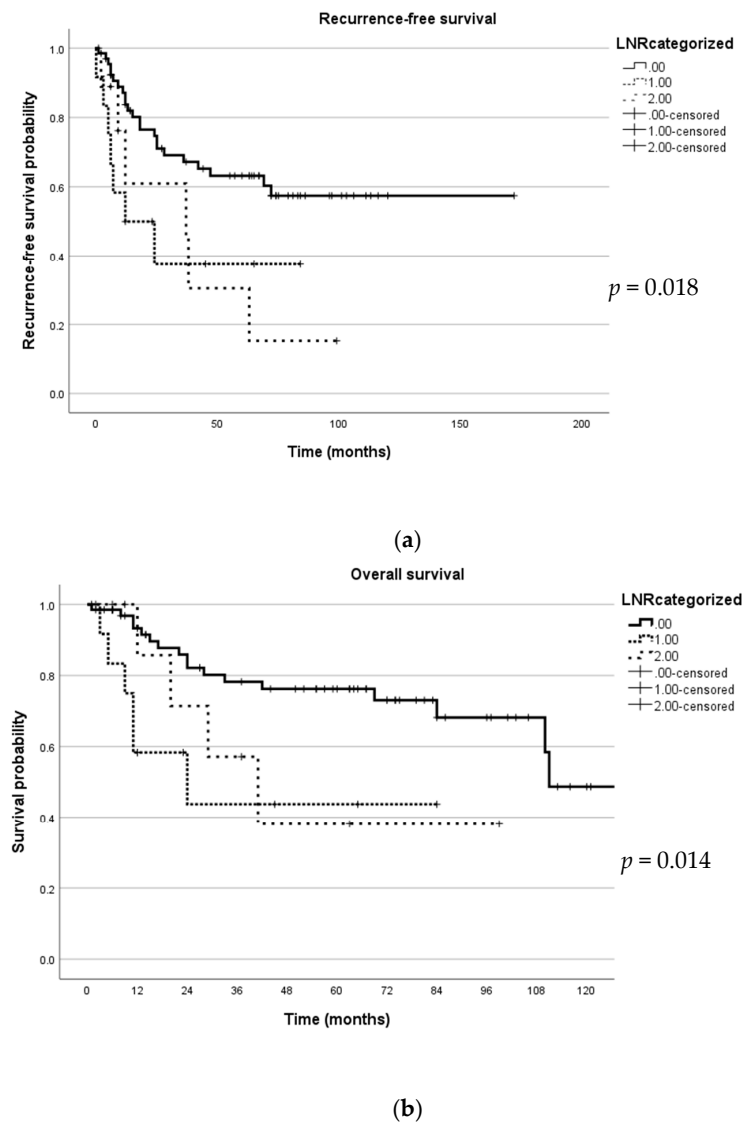 Recurrence-free survival
LNRcategorized
.00
1.00
2.00
.00-censored
1.00-censored
2.00-censored
Recurrence-free survival probability
1.0
0.8
0.6
0.4
0.2
0.0
p = 0.018
0 50 100 150 200
Time (months)
(a)
Overall survival
LNRcategorized
.00
1.00
2.00
.00-censored
1.00-censored
2.00-censored
Survival probability
1.0
0.8
0.6
0.4
0.2
0.0
p = 0.014
0 12 24 36 48 60 72 84 96 108 120
Time (months)
(b)